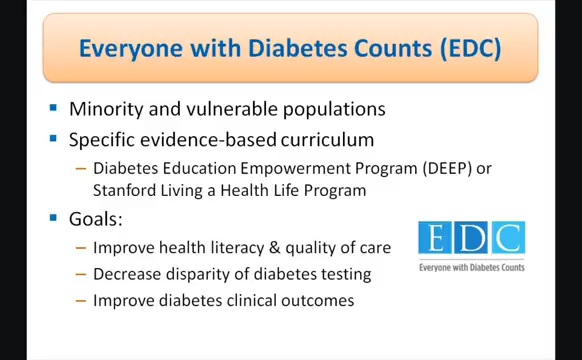 Everyone with Diabetes Counts (EDC)
Minority and vulnerable populations
Specific evidence-based curriculum
– Diabetes Education Empowerment Program (DEEP) or
Stanford Living a Health Life Program
Goals:
– Improve health literacy & quality of care
– Decrease disparity of diabetes testing
– Improve diabetes clinical outcomes
EDC
Everyone with Diabetes Counts